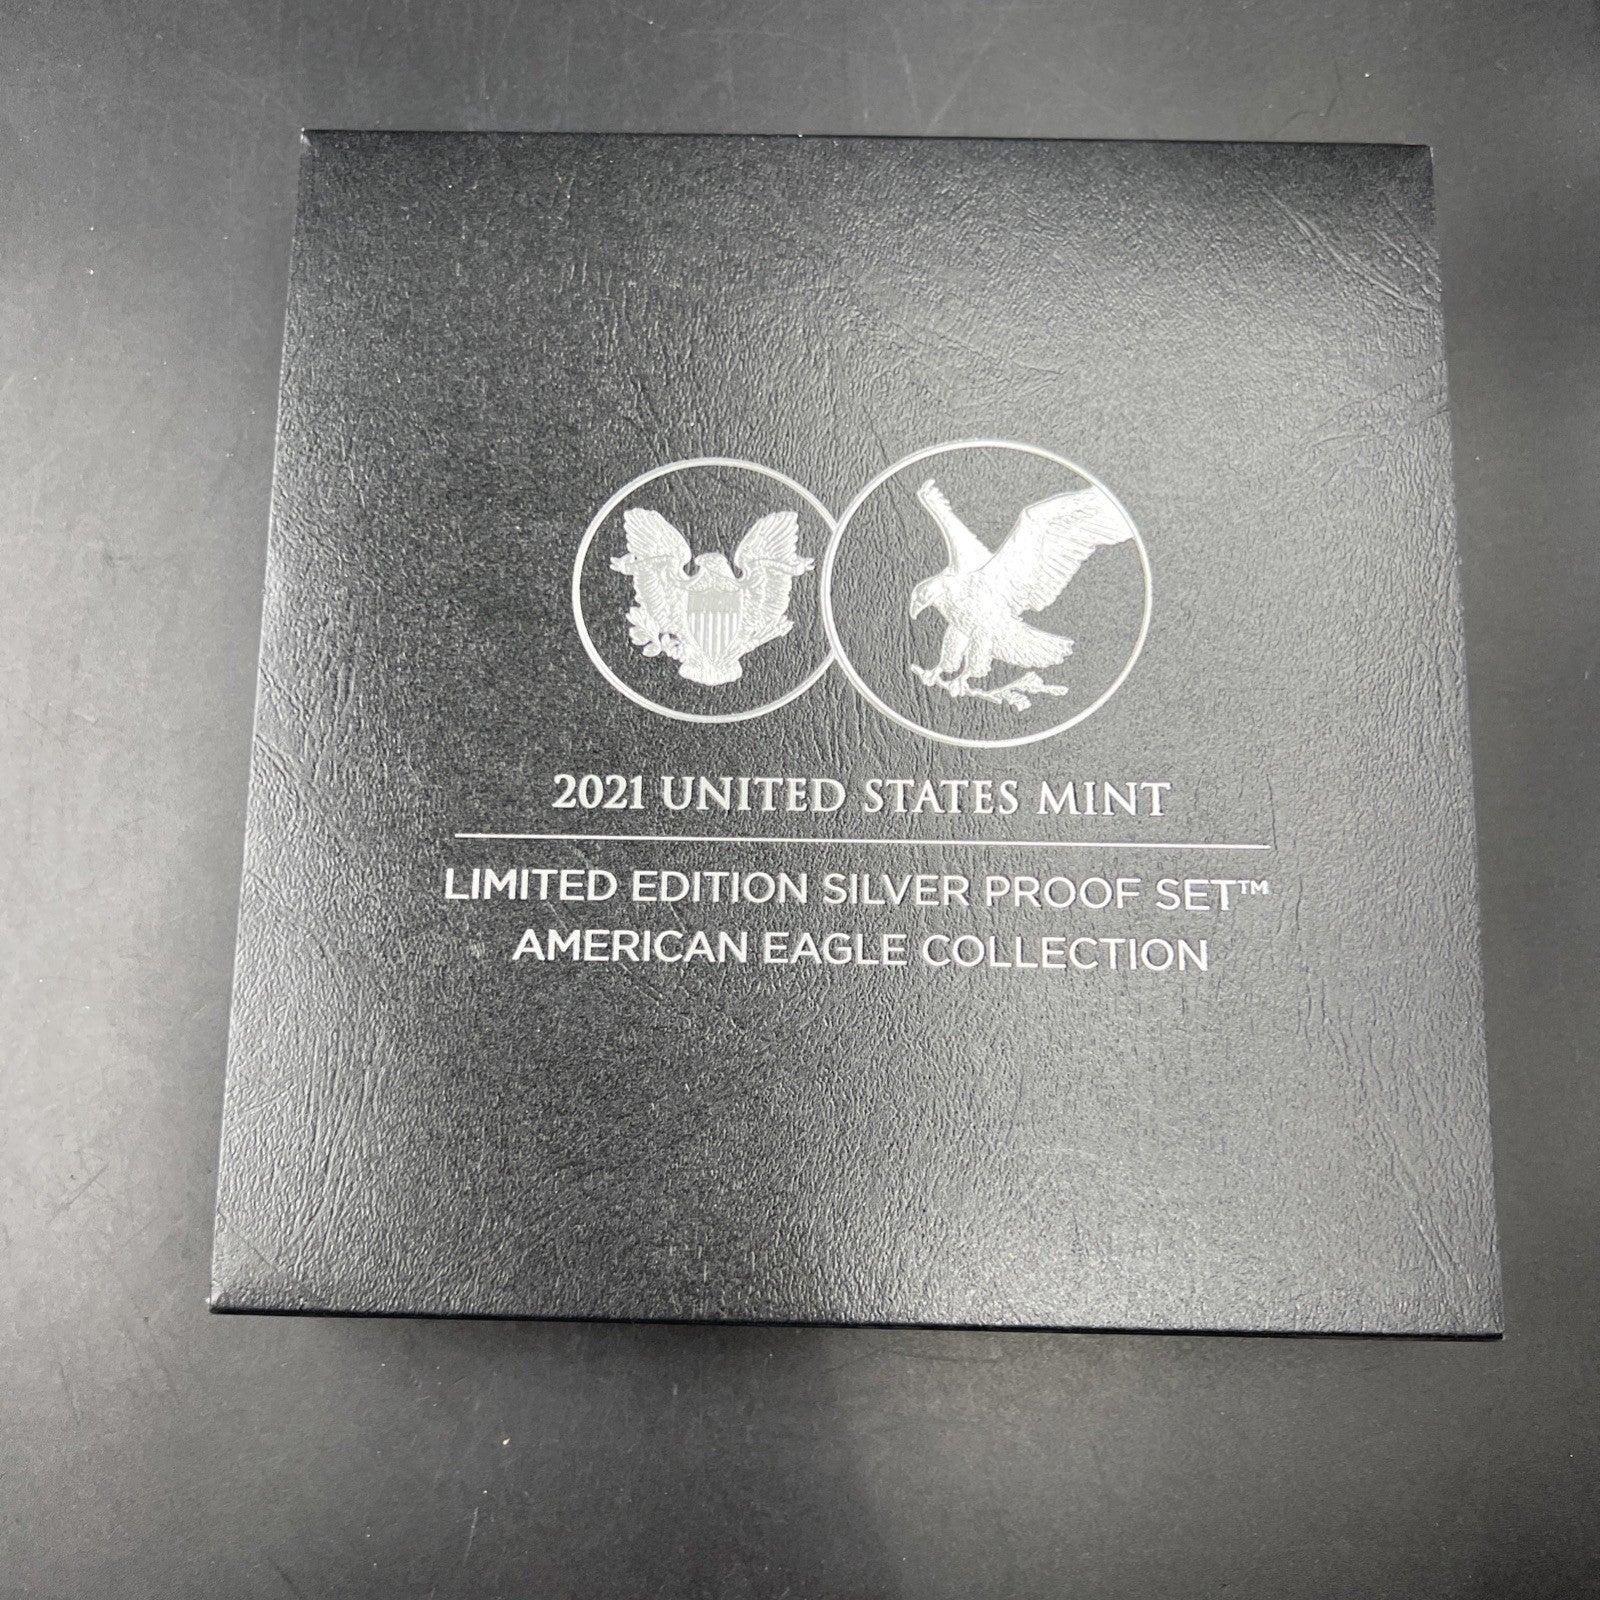 2021 UNITED STATES MINT
LIMITED EDITION SILVER PROOF SET™
AMERICAN EAGLE COLLECTION